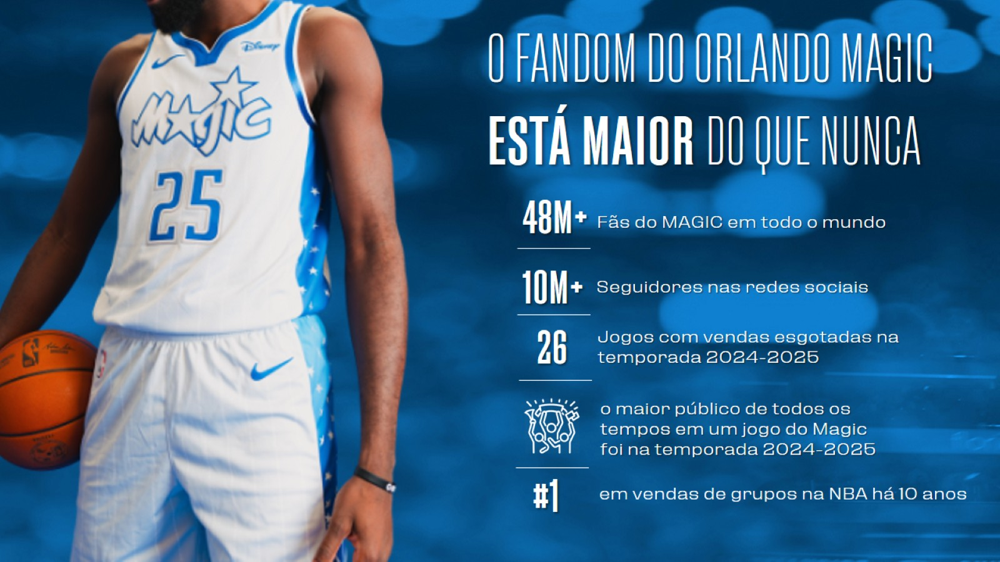 Disney
MAGIC
25
O FANDOM DO ORLANDO MAGIC
ESTÁ MAIOR DO QUE NUNCA
48M+ Fãs do MAGIC em todo o mundo
10M+ Seguidores nas redes sociais
26 Jogos com vendas esgotadas na
temporada 2024-2025
o maior público de todos os
tempos em um jogo do Magic
foi na temporada 2024-2025
#1 em vendas de grupos na NBA há 10 anos